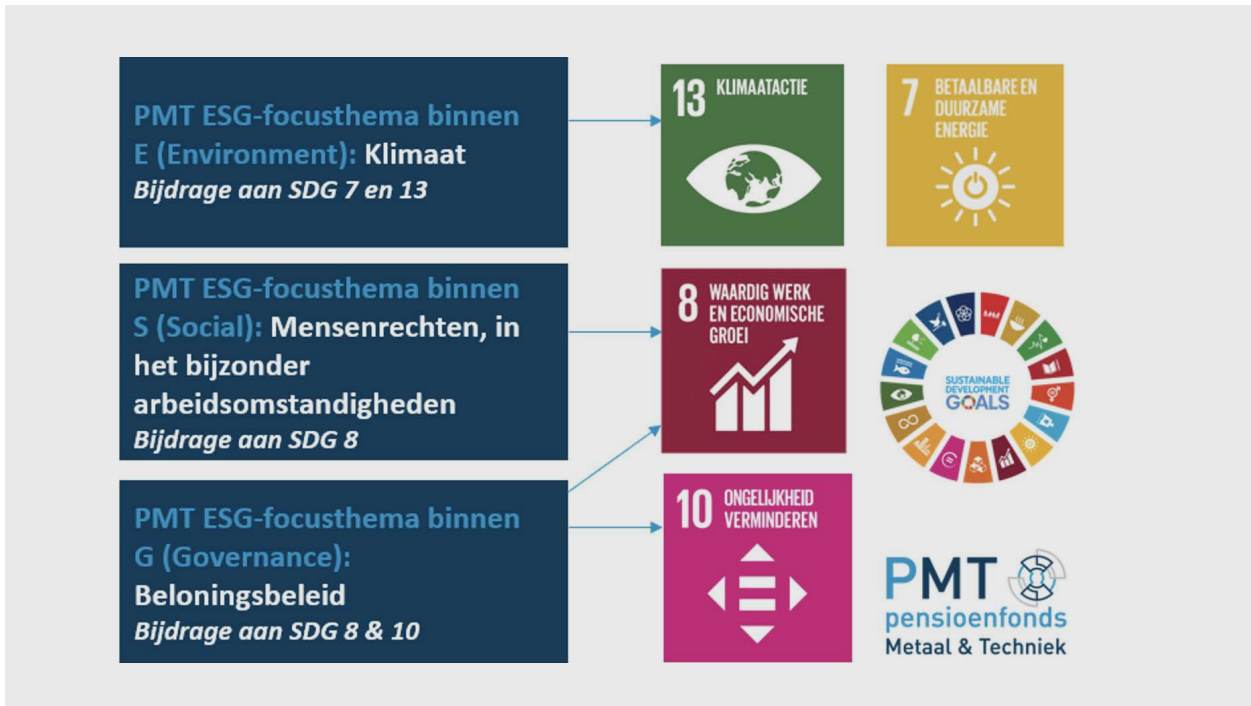 PMT ESG-focusthema binnen
E (Environment): Klimaat
Bijdrage aan SDG 7 en 13
13 KLIMAATACTIE
7 BETAALBARE EN
DUURZAME
ENERGIE
PMT ESG-focusthema binnen
S (Social): Mensenrechten, in
het bijzonder
arbeidsomstandigheden
Bijdrage aan SDG 8
8 WAARDIG WERK
EN ECONOMISCHE
GROEI
SUSTAINABLE
DEVELOPMENT
GOALS
PMT ESG-focusthema binnen
G (Governance):
Beloningsbeleid
Bijdrage aan SDG 8 & 10
10 ONGELIJKHEID
VERMINDEREN
PMT
pensioenfonds
Metaal & Techniek